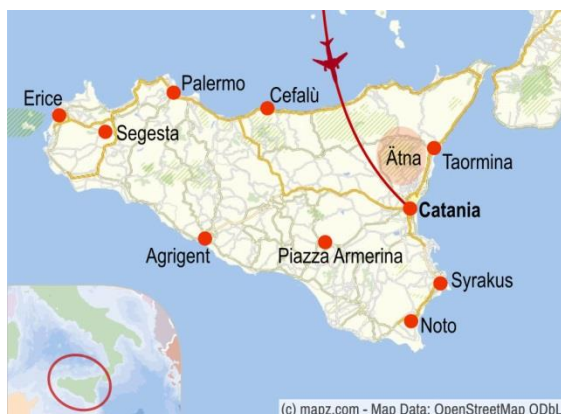 Palermo
Cefalù
Erice
Segesta
Ätna
Taormina
Catania
Agrigent
Piazza Armerina
Syrakus
Noto
(c) mapz.com - Map Data: OpenStreetMap ODbL